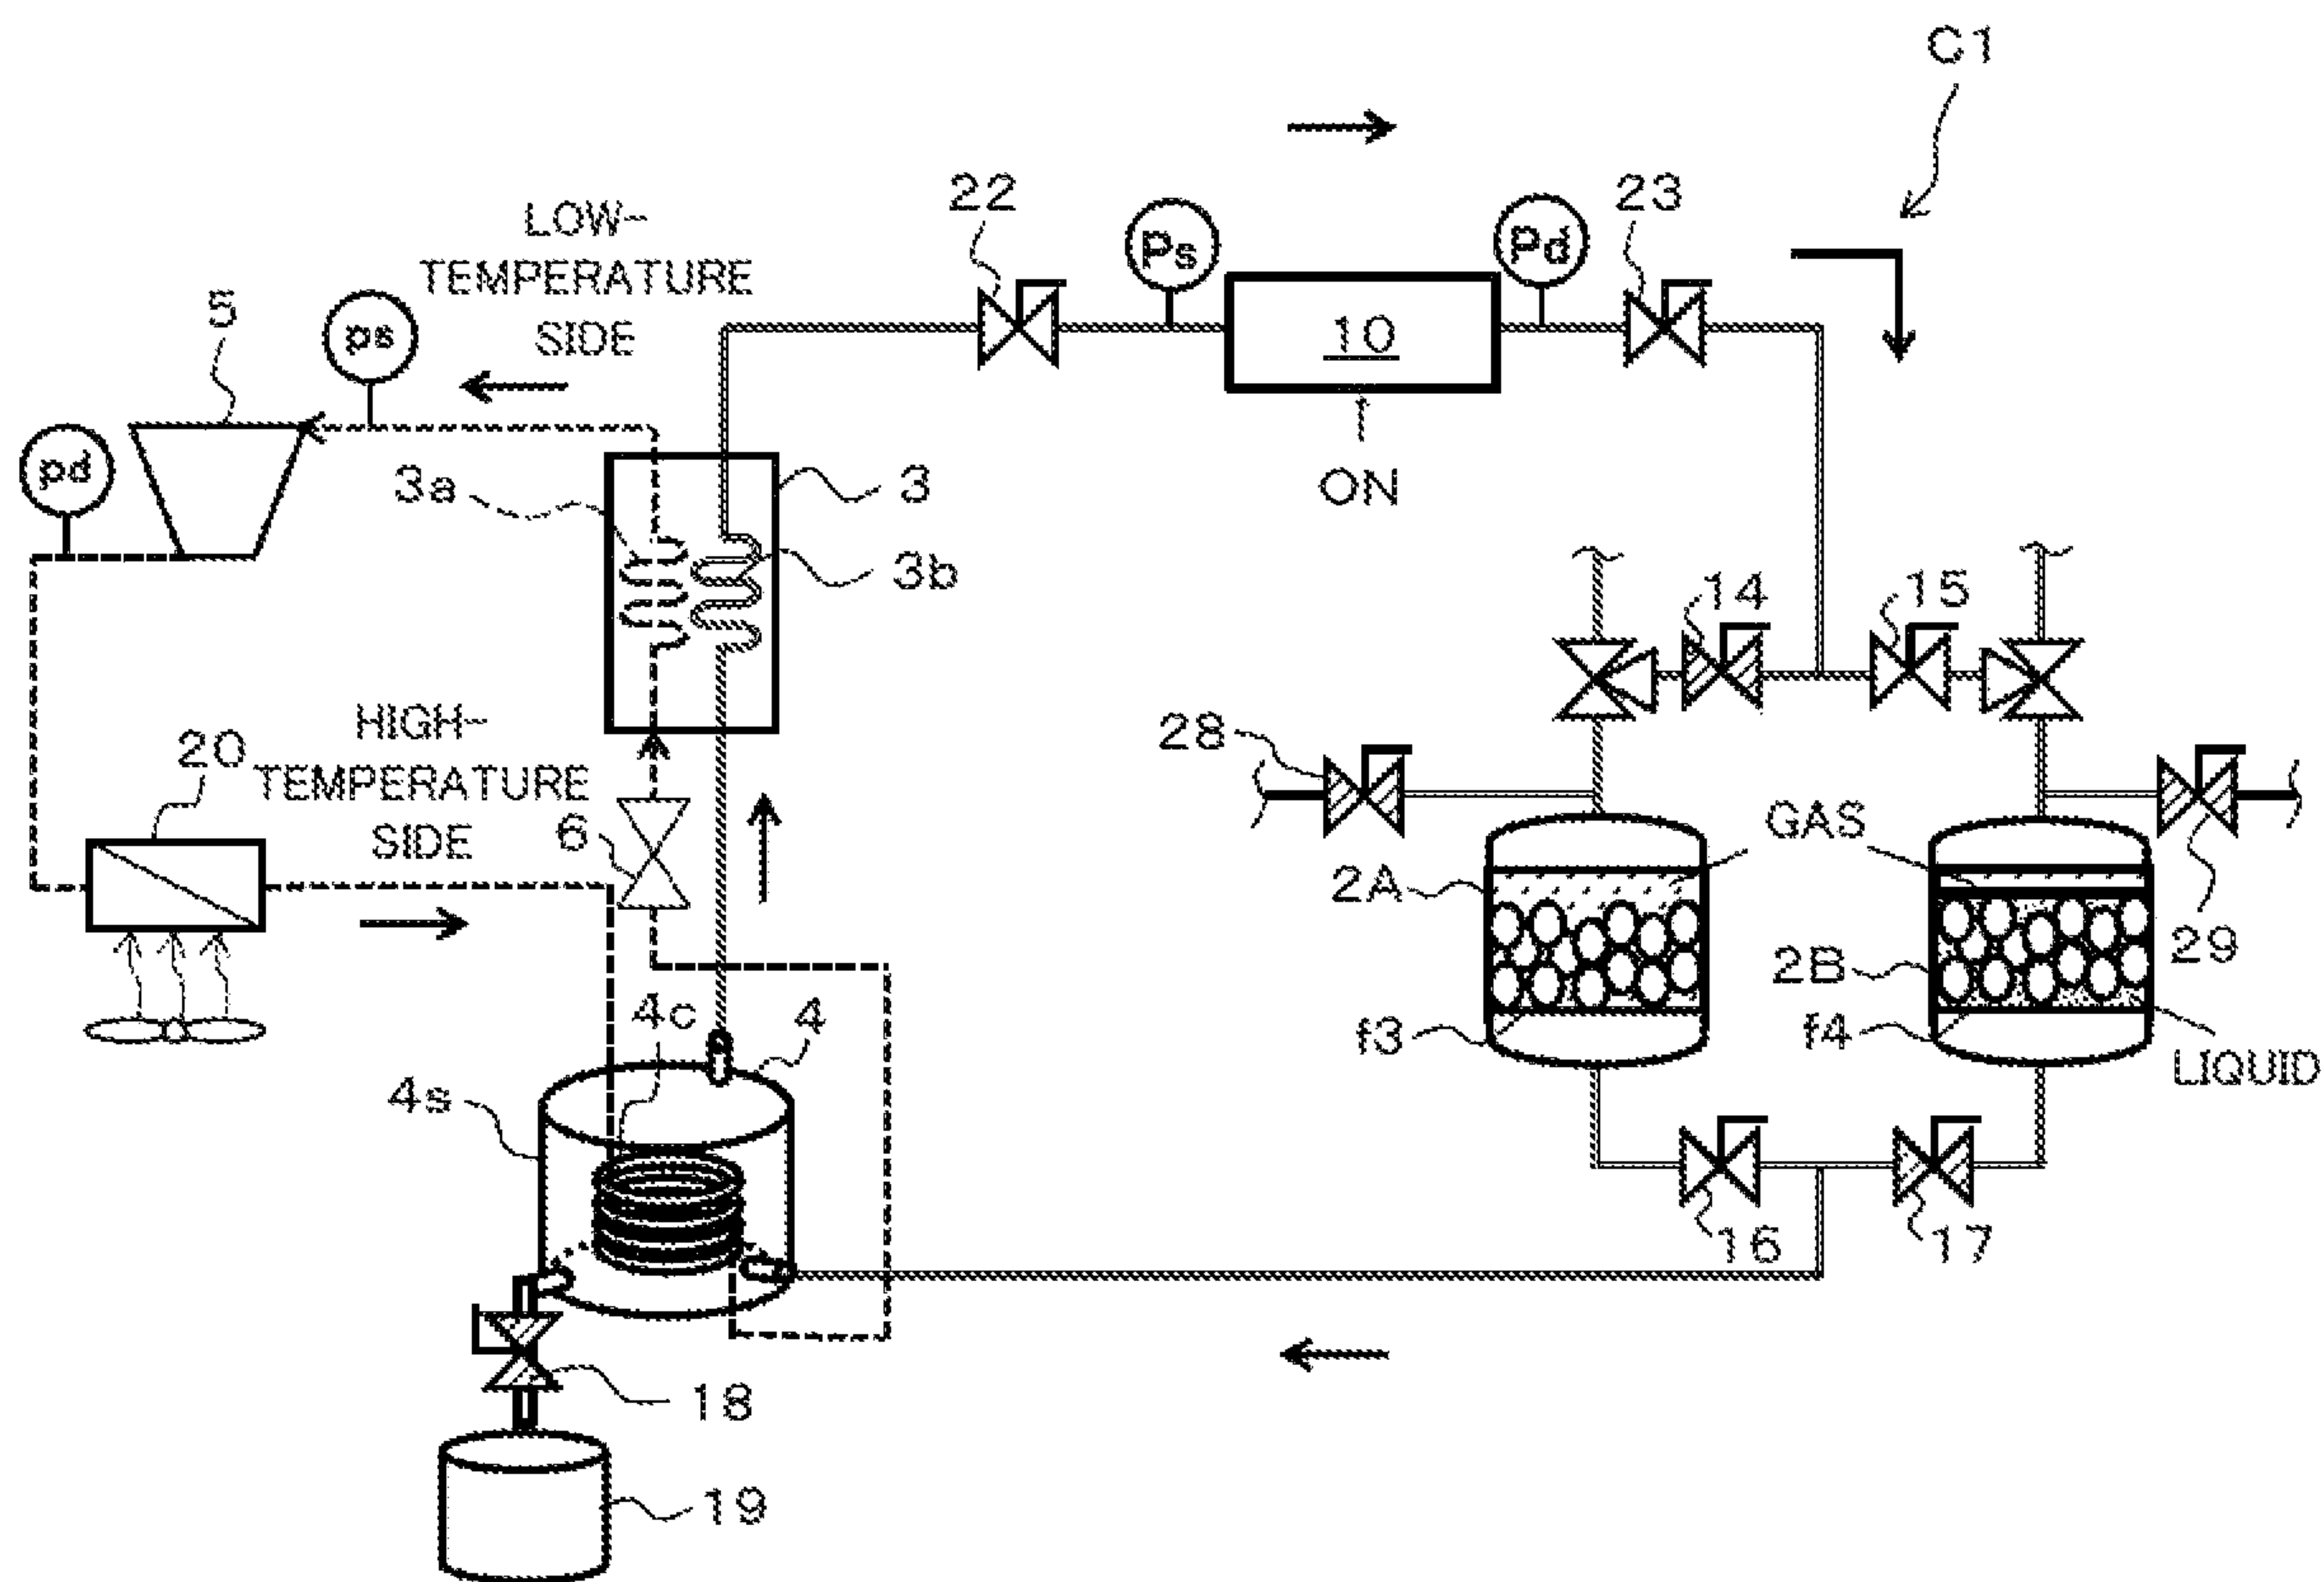 C1
22
Ps
Pd
23
LOW-
TEMPERATURE
SIDE
5
ps
10
pd
3a
3
ON
3b
14
15
HIGH-
TEMPERATURE
SIDE
20
28
6
GAS
2A
2B
29
4c
4
f3
f4
LIQUID
4s
16
17
18
19